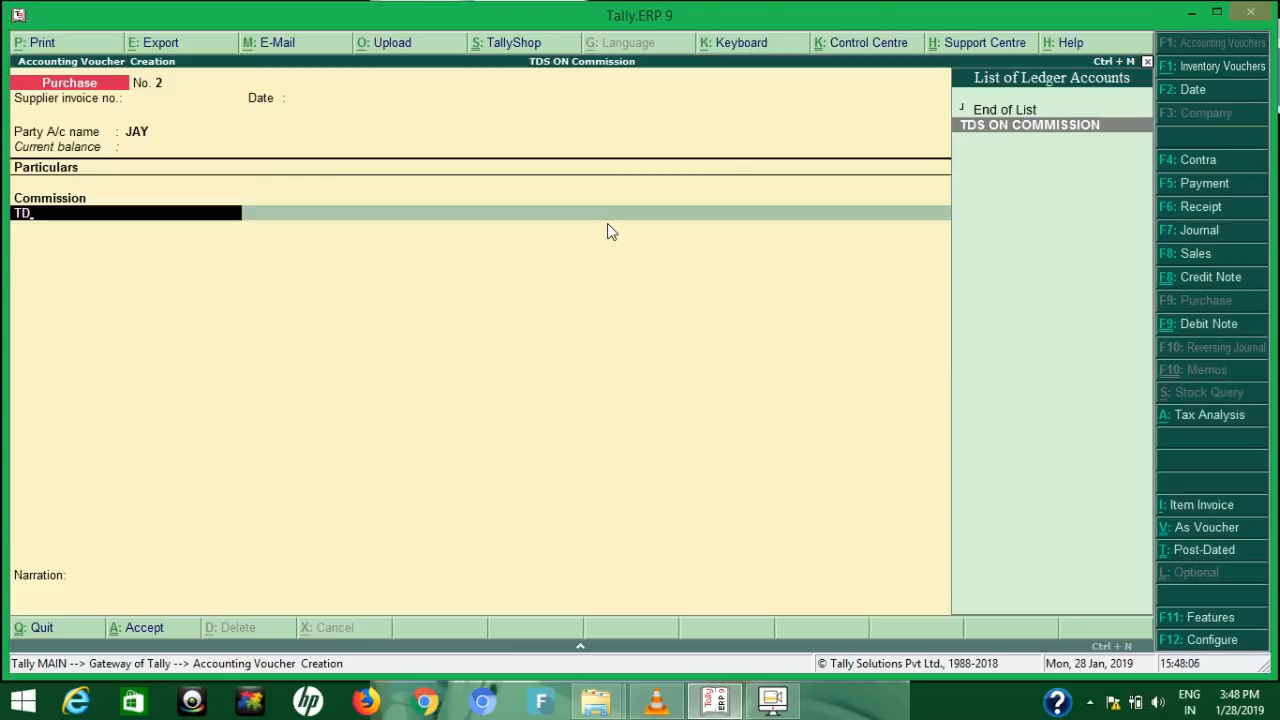 Tally.ERP 9
P: Print E: Export M: E-Mail O: Upload S: TallyShop G: Language K: Keyboard K: Control Centre H: Support Centre H: Help
F1: Accounting Vouchers
Accounting Voucher Creation TDS ON Commission Ctrl + M
F1: Inventory Vouchers
Purchase No. 2
List of Ledger Accounts
F2: Date
Supplier invoice no.: Date :
End of List
F3: Company
TDS ON COMMISSION
Party A/c name : JAY
Current balance :
F4: Contra
Particulars
F5: Payment
Commission
F6: Receipt
TD
F7: Journal
F8: Sales
F8: Credit Note
F9: Purchase
F9: Debit Note
F10: Reversing Journal
F10: Memos
S: Stock Query
A: Tax Analysis
I: Item Invoice
V: As Voucher
T: Post-Dated
Narration:
L: Optional
F11: Features
Q: Quit A: Accept D: Delete X: Cancel
F12: Configure
Ctrl + N
Tally MAIN --> Gateway of Tally --> Accounting Voucher Creation © Tally Solutions Pvt Ltd., 1988-2018 Mon, 28 Jan, 2019 15:48:06
hp
F
Tally ERP 9
?
ENG 3:48 PM
IN 1/28/2019